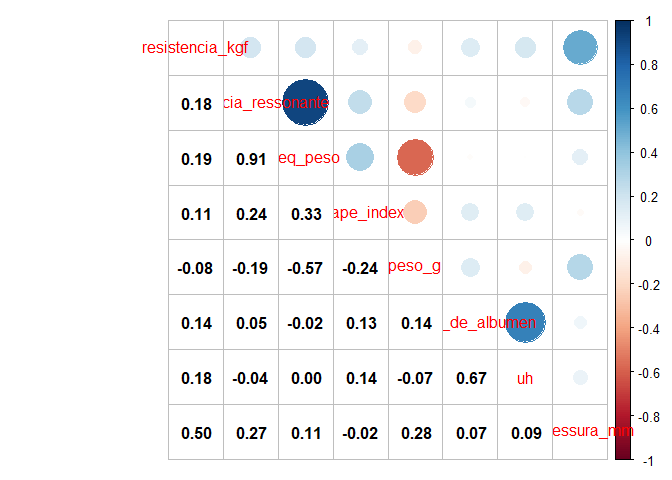 resistencia_kgf
1
0.8
0.18 cia_ressonante
0.6
0.19 0.91 eq_peso
0.4
0.2
0.11 0.24 0.33 ape_index
0
-0.08 -0.19 -0.57 -0.24 peso_g
-0.2
0.14 0.05 -0.02 0.13 0.14 _de_albumen
-0.4
0.18 -0.04 0.00 0.14 -0.07 0.67 uh
-0.6
-0.8
0.50 0.27 0.11 -0.02 0.28 0.07 0.09 essura_mm
-1